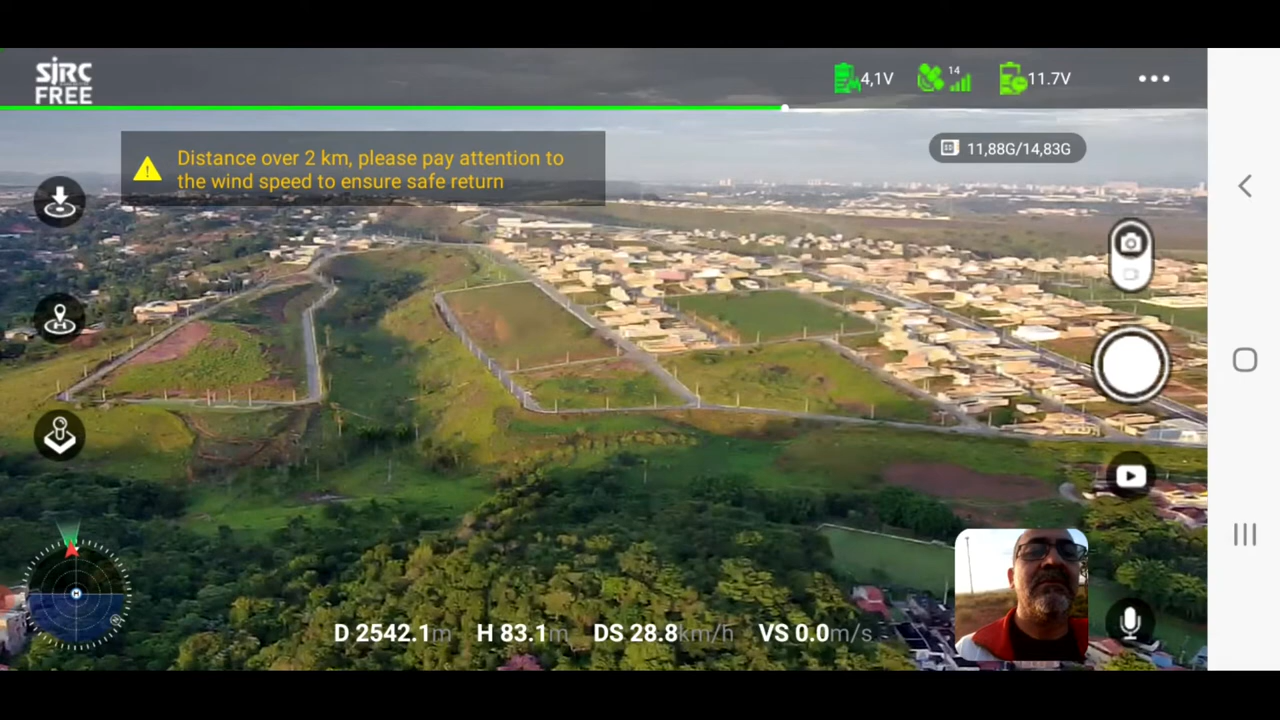 SJRC
FREE
4,1V
14
11.7V
Distance over 2 km, please pay attention to
the wind speed to ensure safe return
11,88G/14,83G
H
D 2542.1m H 83.1m DS 28.8km/h VS 0.0m/s